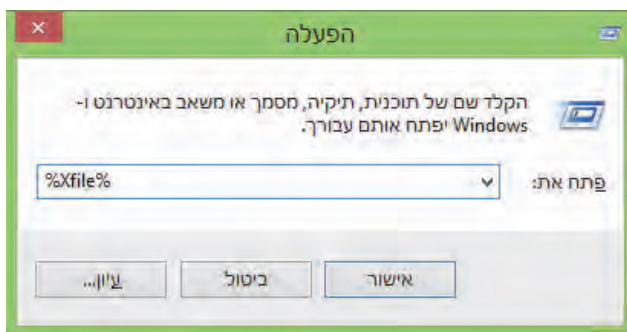 הפעלה
הקלד שם של תוכנית, תיקיה, מסמך או משאב באינטרנט ו-
Windows יפתח אותם עבורך.
פתח את:
%Xfile%
אישור
ביטול
עיון...